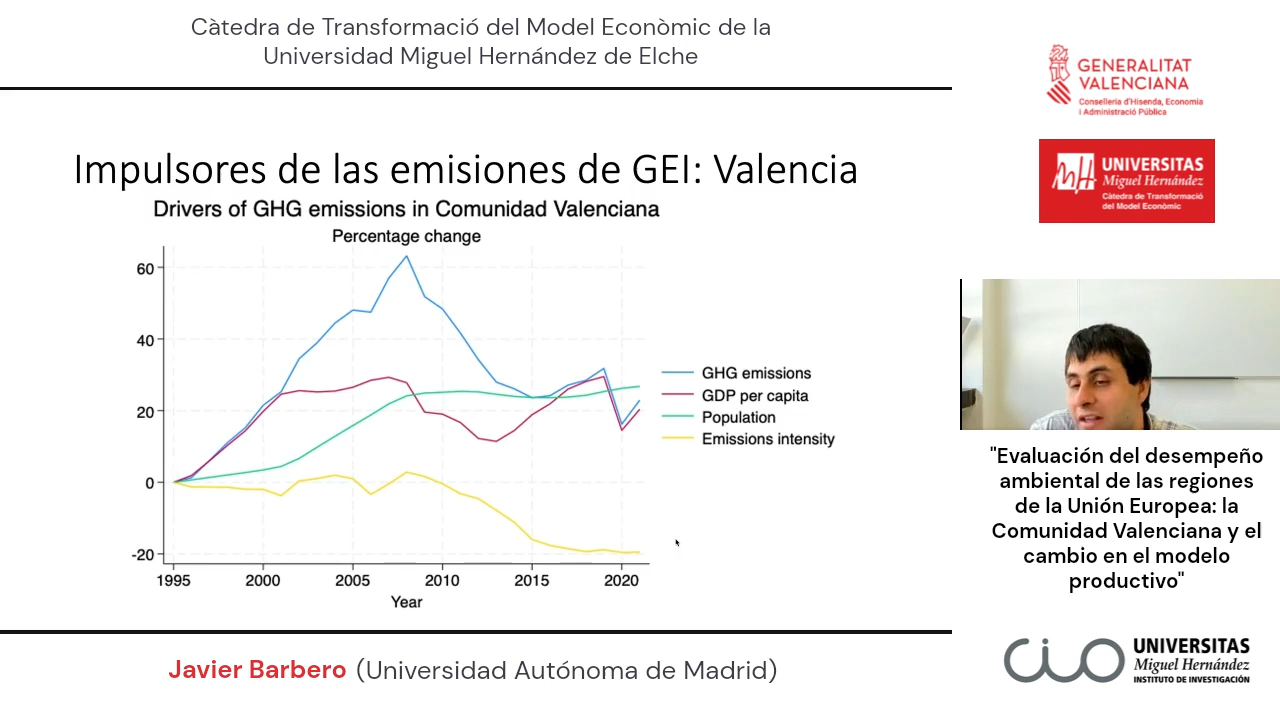 Càtedra de Transformació del Model Econòmic de la
Universidad Miguel Hernández de Elche
Impulsores de las emisiones de GEI: Valencia
Drivers of GHG emissions in Comunidad Valenciana
Percentage change
60
40
20
0
-20
1995
2000
2005
2010
2015
2020
Year
GHG emissions
GDP per capita
Population
Emissions intensity
Javier Barbero (Universidad Autónoma de Madrid)
GENERALITAT
VALENCIANA
Conselleria d'Hisenda, Economia
i Administració Pública
UNIVERSITAS
Miguel Hernández
Càtedra de Transformació
del Model Econòmic
"Evaluación del desempeño
ambiental de las regiones
de la Unión Europea: la
Comunidad Valenciana y el
cambio en el modelo
productivo"
cio
UNIVERSITAS
Miguel Hernández
INSTITUTO DE INVESTIGACIÓN